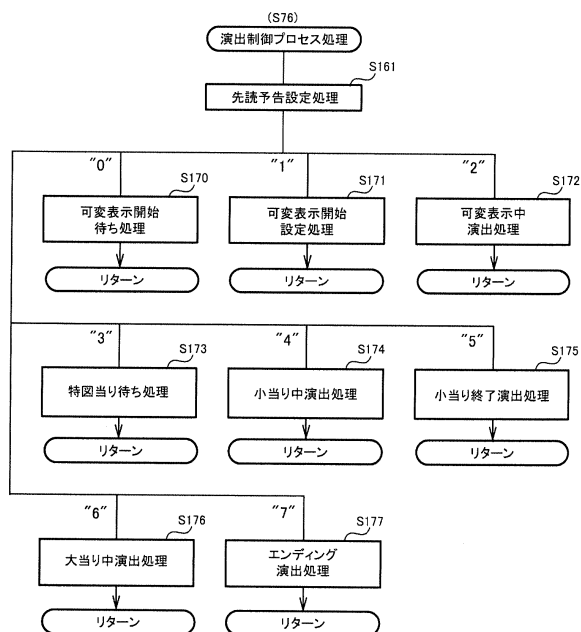 (S76)
演出制御プロセス処理
S161
先読予告設定処理
"0"
S170
可変表示開始
待ち処理
リターン
"1"
S171
可変表示開始
設定処理
リターン
"2"
S172
可変表示中
演出処理
リターン
"3"
S173
特図当り待ち処理
リターン
"4"
S174
小当り中演出処理
リターン
"5"
S175
小当り終了演出処理
リターン
"6"
S176
大当り中演出処理
リターン
"7"
S177
エンディング
演出処理
リターン